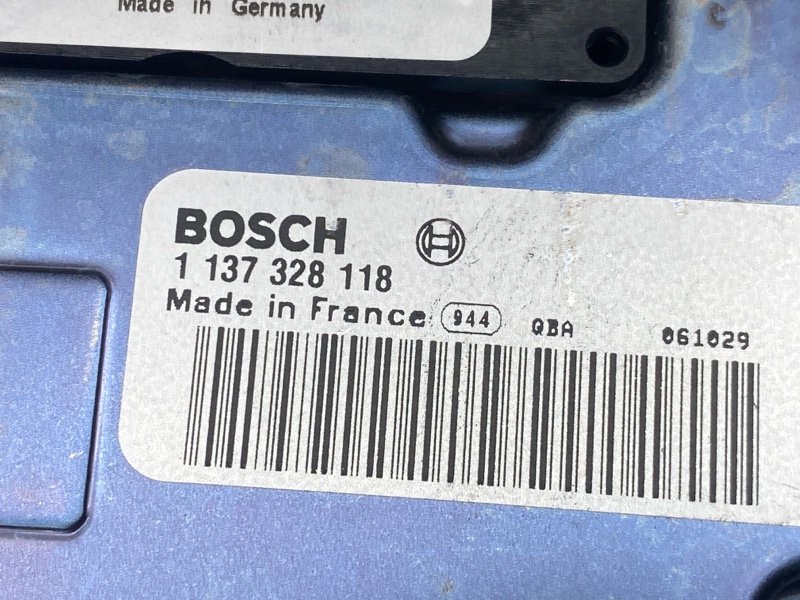 Made in Germany
BOSCH
1 137 328 118
Made in France 944 QBA 061029